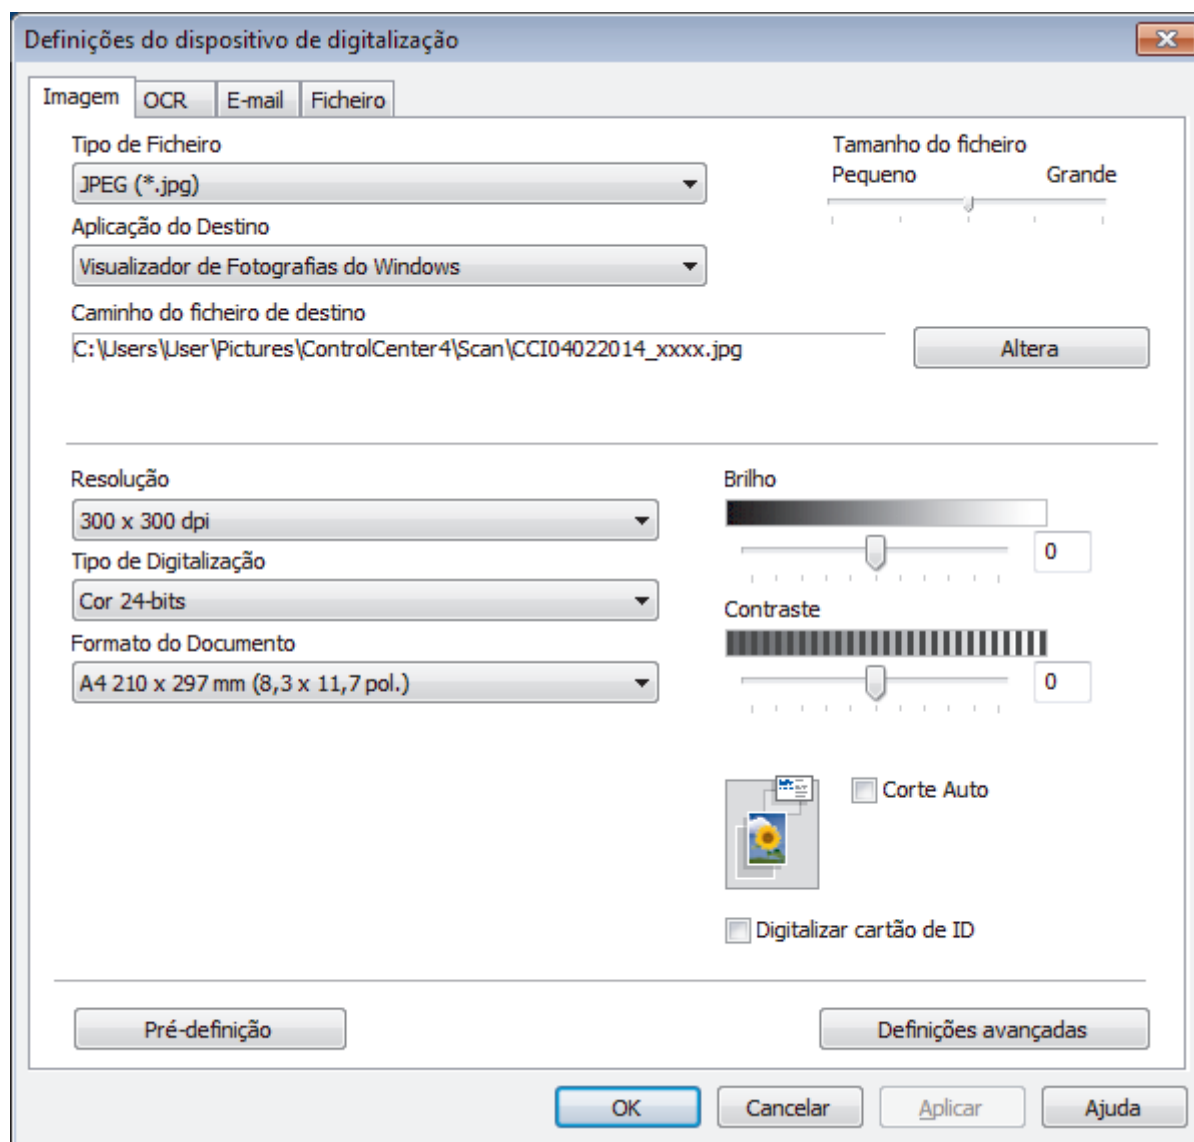 Definições do dispositivo de digitalização
Imagem OCR E-mail Ficheiro
Tipo de Ficheiro
JPEG (*.jpg)
Tamanho do ficheiro
Pequeno Grande
Aplicação do Destino
Visualizador de Fotografias do Windows
Caminho do ficheiro de destino
C:\Users\User\Pictures\ControlCenter4\Scan\CCI04022014_xxxx.jpg
Altera
Resolução
300 x 300 dpi
Tipo de Digitalização
Cor 24-bits
Formato do Documento
A4 210 x 297 mm (8,3 x 11,7 pol.)
Brilho
0
Contraste
0
Corte Auto
Digitalizar cartão de ID
Pré-definição
Definições avançadas
OK Cancelar Aplicar Ajuda